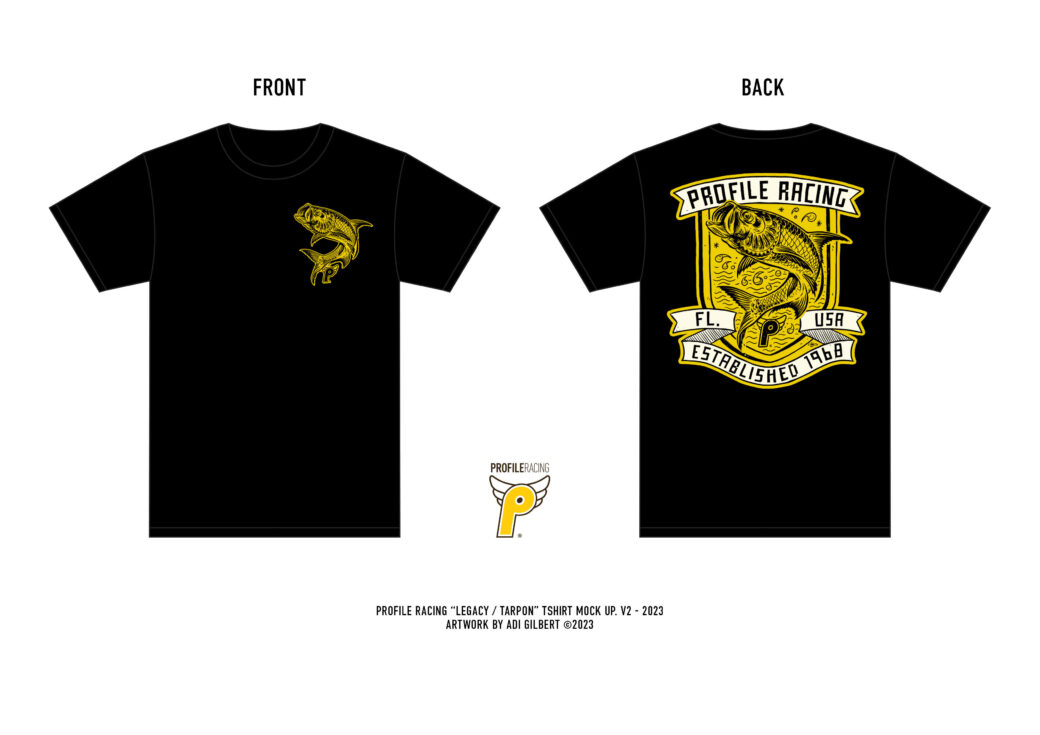 FRONT
BACK
PROFILE RACING
FL.
USA
ESTABLISHED 1968
P
P
PROFILERACING
P
®
PROFILE RACING “LEGACY / TARPON” TSHIRT MOCK UP. V2 - 2023
ARTWORK BY ADI GILBERT ©2023